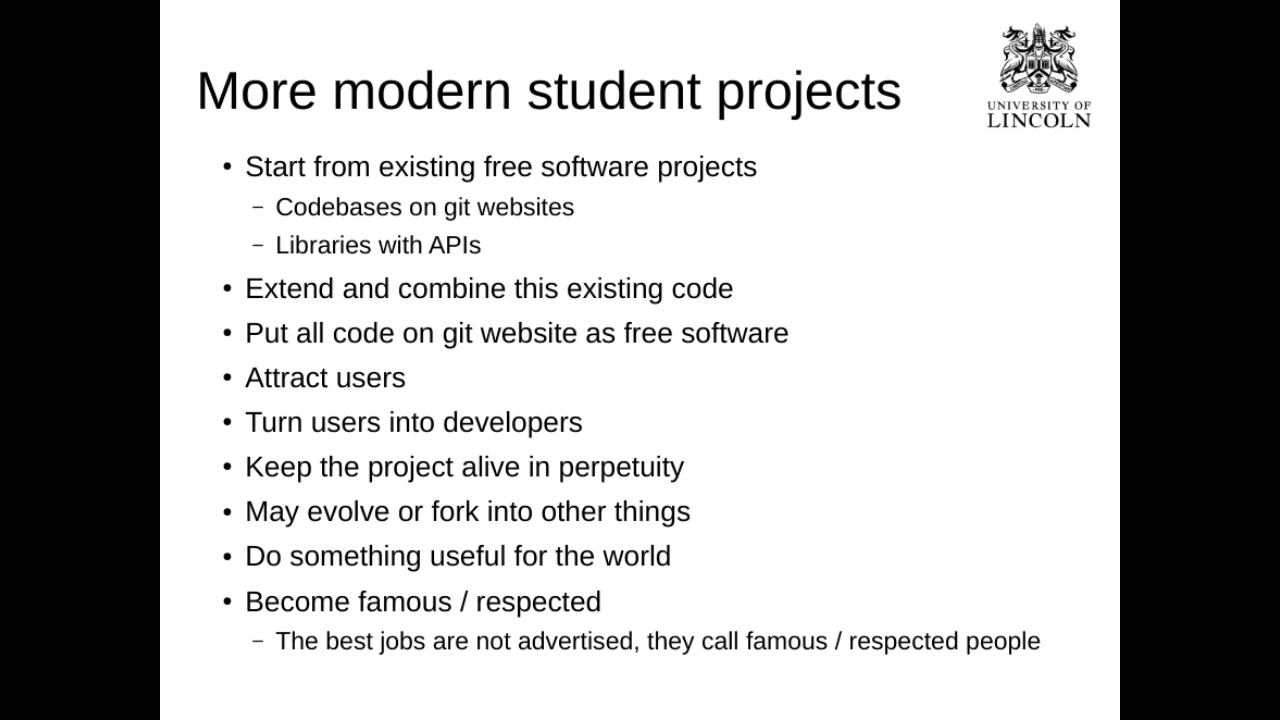 More modern student projects
UNIVERSITY OF
LINCOLN
• Start from existing free software projects
– Codebases on git websites
– Libraries with APIs
• Extend and combine this existing code
• Put all code on git website as free software
• Attract users
• Turn users into developers
• Keep the project alive in perpetuity
• May evolve or fork into other things
• Do something useful for the world
• Become famous / respected
– The best jobs are not advertised, they call famous / respected people